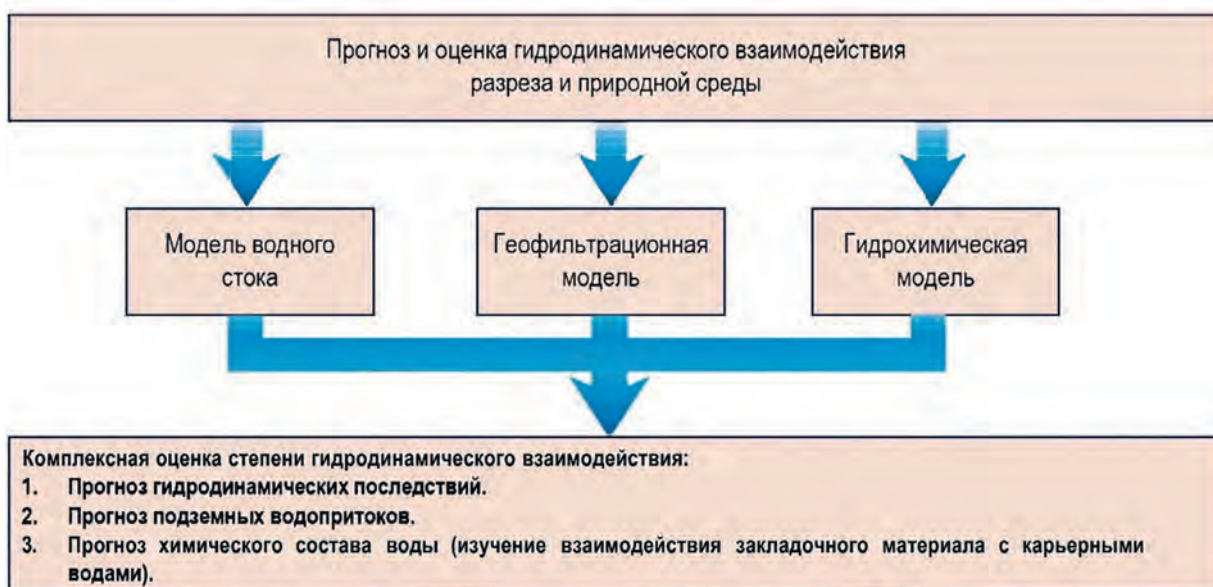 Прогноз и оценка гидродинамического взаимодействия
разреза и природной среды
Модель водного
стока
Геофильтрационная
модель
Гидрохимическая
модель
Комплексная оценка степени гидродинамического взаимодействия:
1. Прогноз гидродинамических последствий.
2. Прогноз подземных водопритоков.
3. Прогноз химического состава воды (изучение взаимодействия закладочного материала с карьерными
водами).